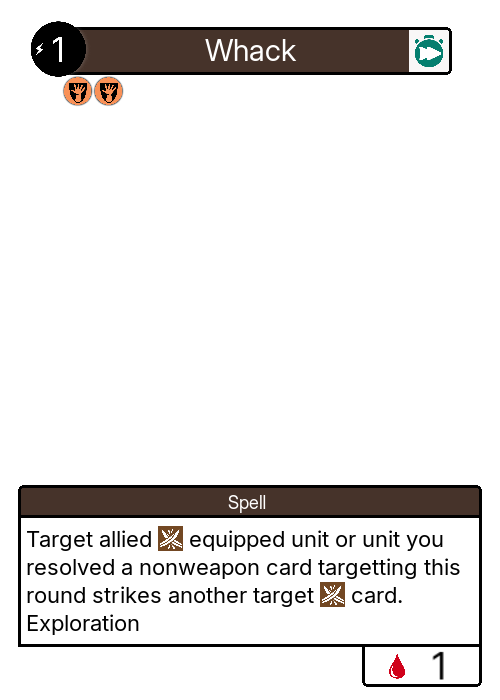 1
Whack
Spell
Target allied equipped unit or unit you
resolved a nonweapon card targetting this
round strikes another target card.
Exploration
1